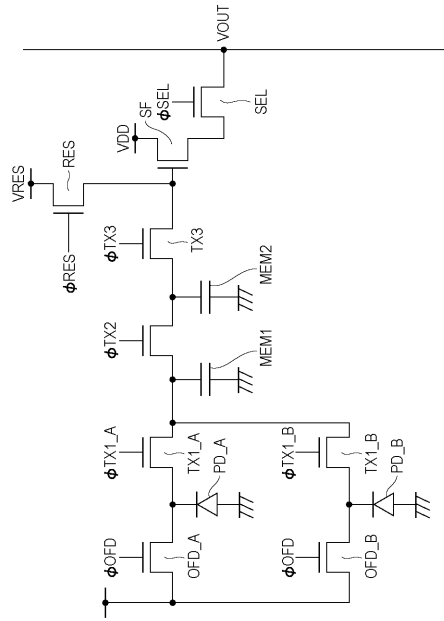 VOUT
SEL
ϕSEL
SF
VDD
VRES
RES
ϕRES
ϕTX3
TX3
MEM2
ϕTX2
MEM1
ϕTX1_A
TX1_A
PD_A
ϕTX1_B
TX1_B
PD_B
ϕOFD
OFD_A
ϕOFD
OFD_B